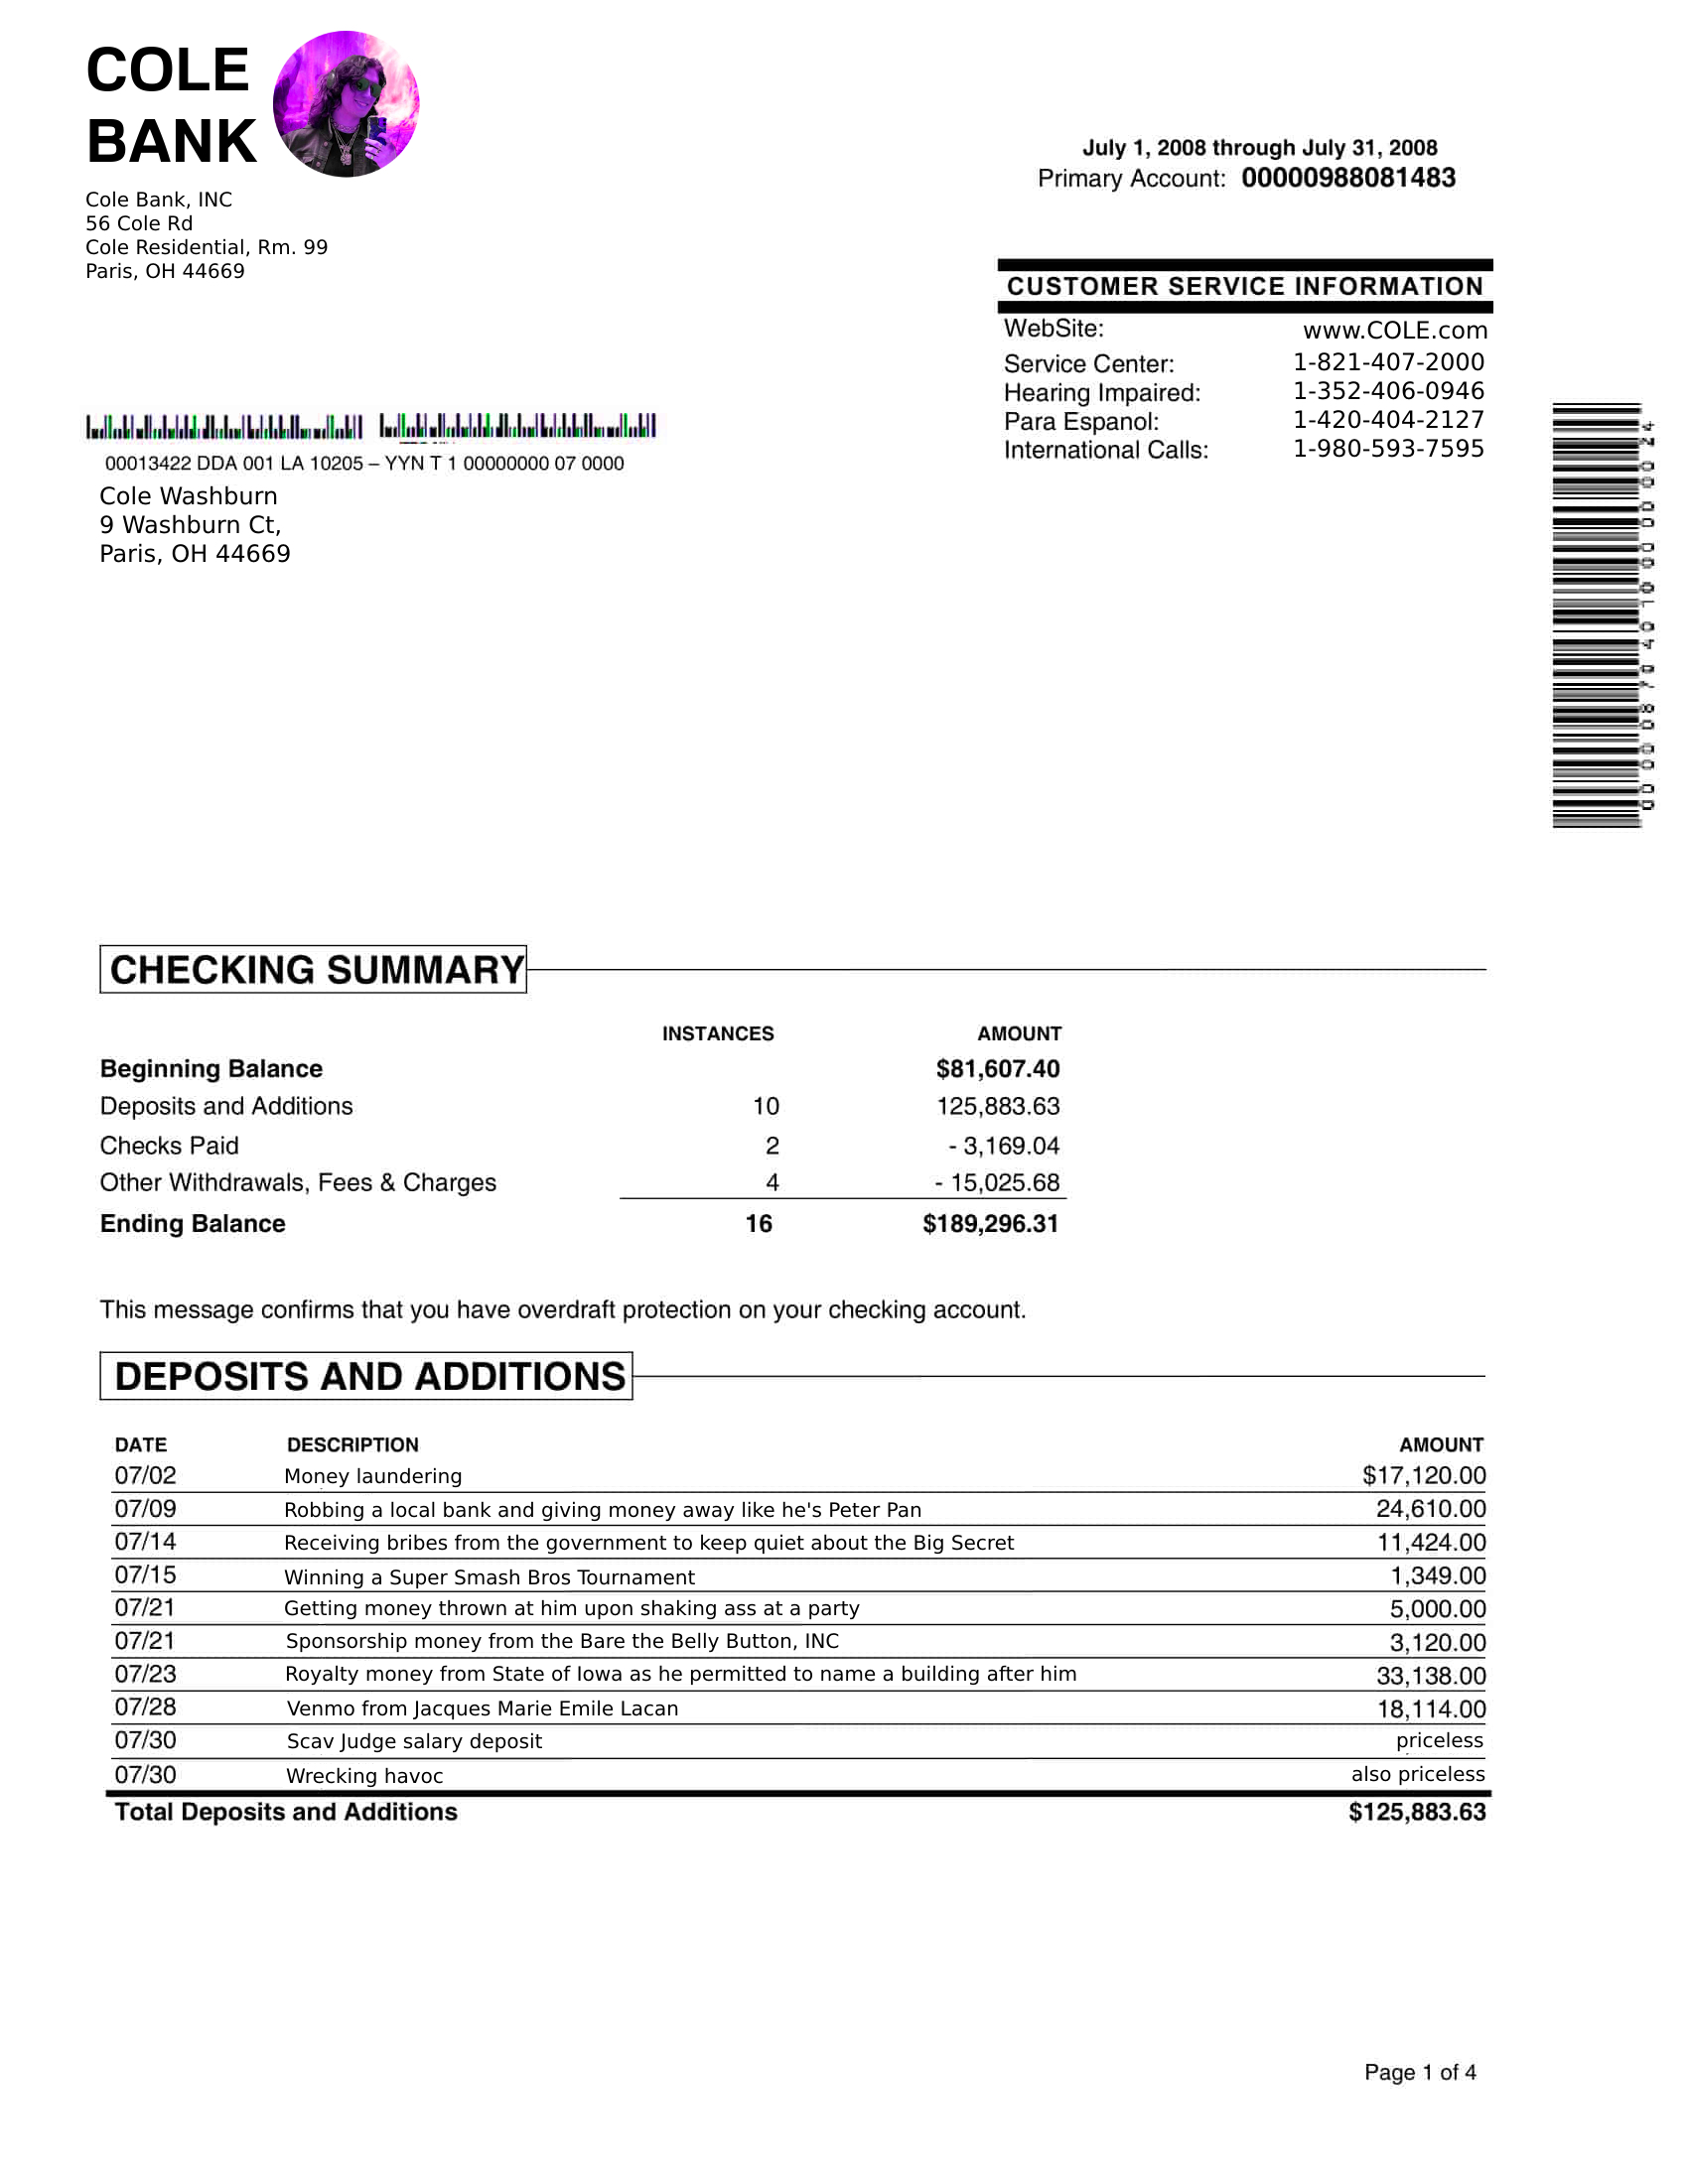 COLE
BANK
Cole Bank, INC
56 Cole Rd
Cole Residential, Rm. 99
Paris, OH 44669
July 1, 2008 through July 31, 2008
Primary Account: 00000988081483
CUSTOMER SERVICE INFORMATION
WebSite: www.COLE.com
Service Center: 1-821-407-2000
Hearing Impaired: 1-352-406-0946
Para Espanol: 1-420-404-2127
International Calls: 1-980-593-7595
00013422 DDA 001 LA 10205 – YYN T 1 00000000 07 0000
Cole Washburn
9 Washburn Ct,
Paris, OH 44669
CHECKING SUMMARY
INSTANCES AMOUNT
Beginning Balance $81,607.40
Deposits and Additions 10 125,883.63
Checks Paid 2 - 3,169.04
Other Withdrawals, Fees & Charges 4 - 15,025.68
Ending Balance 16 $189,296.31
This message confirms that you have overdraft protection on your checking account.
DEPOSITS AND ADDITIONS
DATE DESCRIPTION AMOUNT
07/02 Money laundering $17,120.00
07/09 Robbing a local bank and giving money away like he's Peter Pan 24,610.00
07/14 Receiving bribes from the government to keep quiet about the Big Secret 11,424.00
07/15 Winning a Super Smash Bros Tournament 1,349.00
07/21 Getting money thrown at him upon shaking ass at a party 5,000.00
07/21 Sponsorship money from the Bare the Belly Button, INC 3,120.00
07/23 Royalty money from State of Iowa as he permitted to name a building after him 33,138.00
07/28 Venmo from Jacques Marie Emile Lacan 18,114.00
07/30 Scav Judge salary deposit priceless
07/30 Wrecking havoc also priceless
Total Deposits and Additions $125,883.63
Page 1 of 4